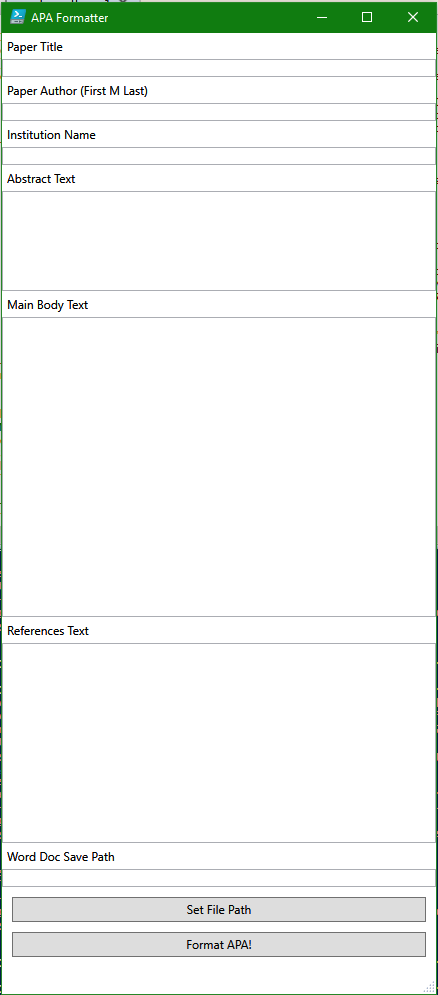 APA Formatter
Paper Title
Paper Author (First M Last)
Institution Name
Abstract Text
Main Body Text
References Text
Word Doc Save Path
Set File Path
Format APA!